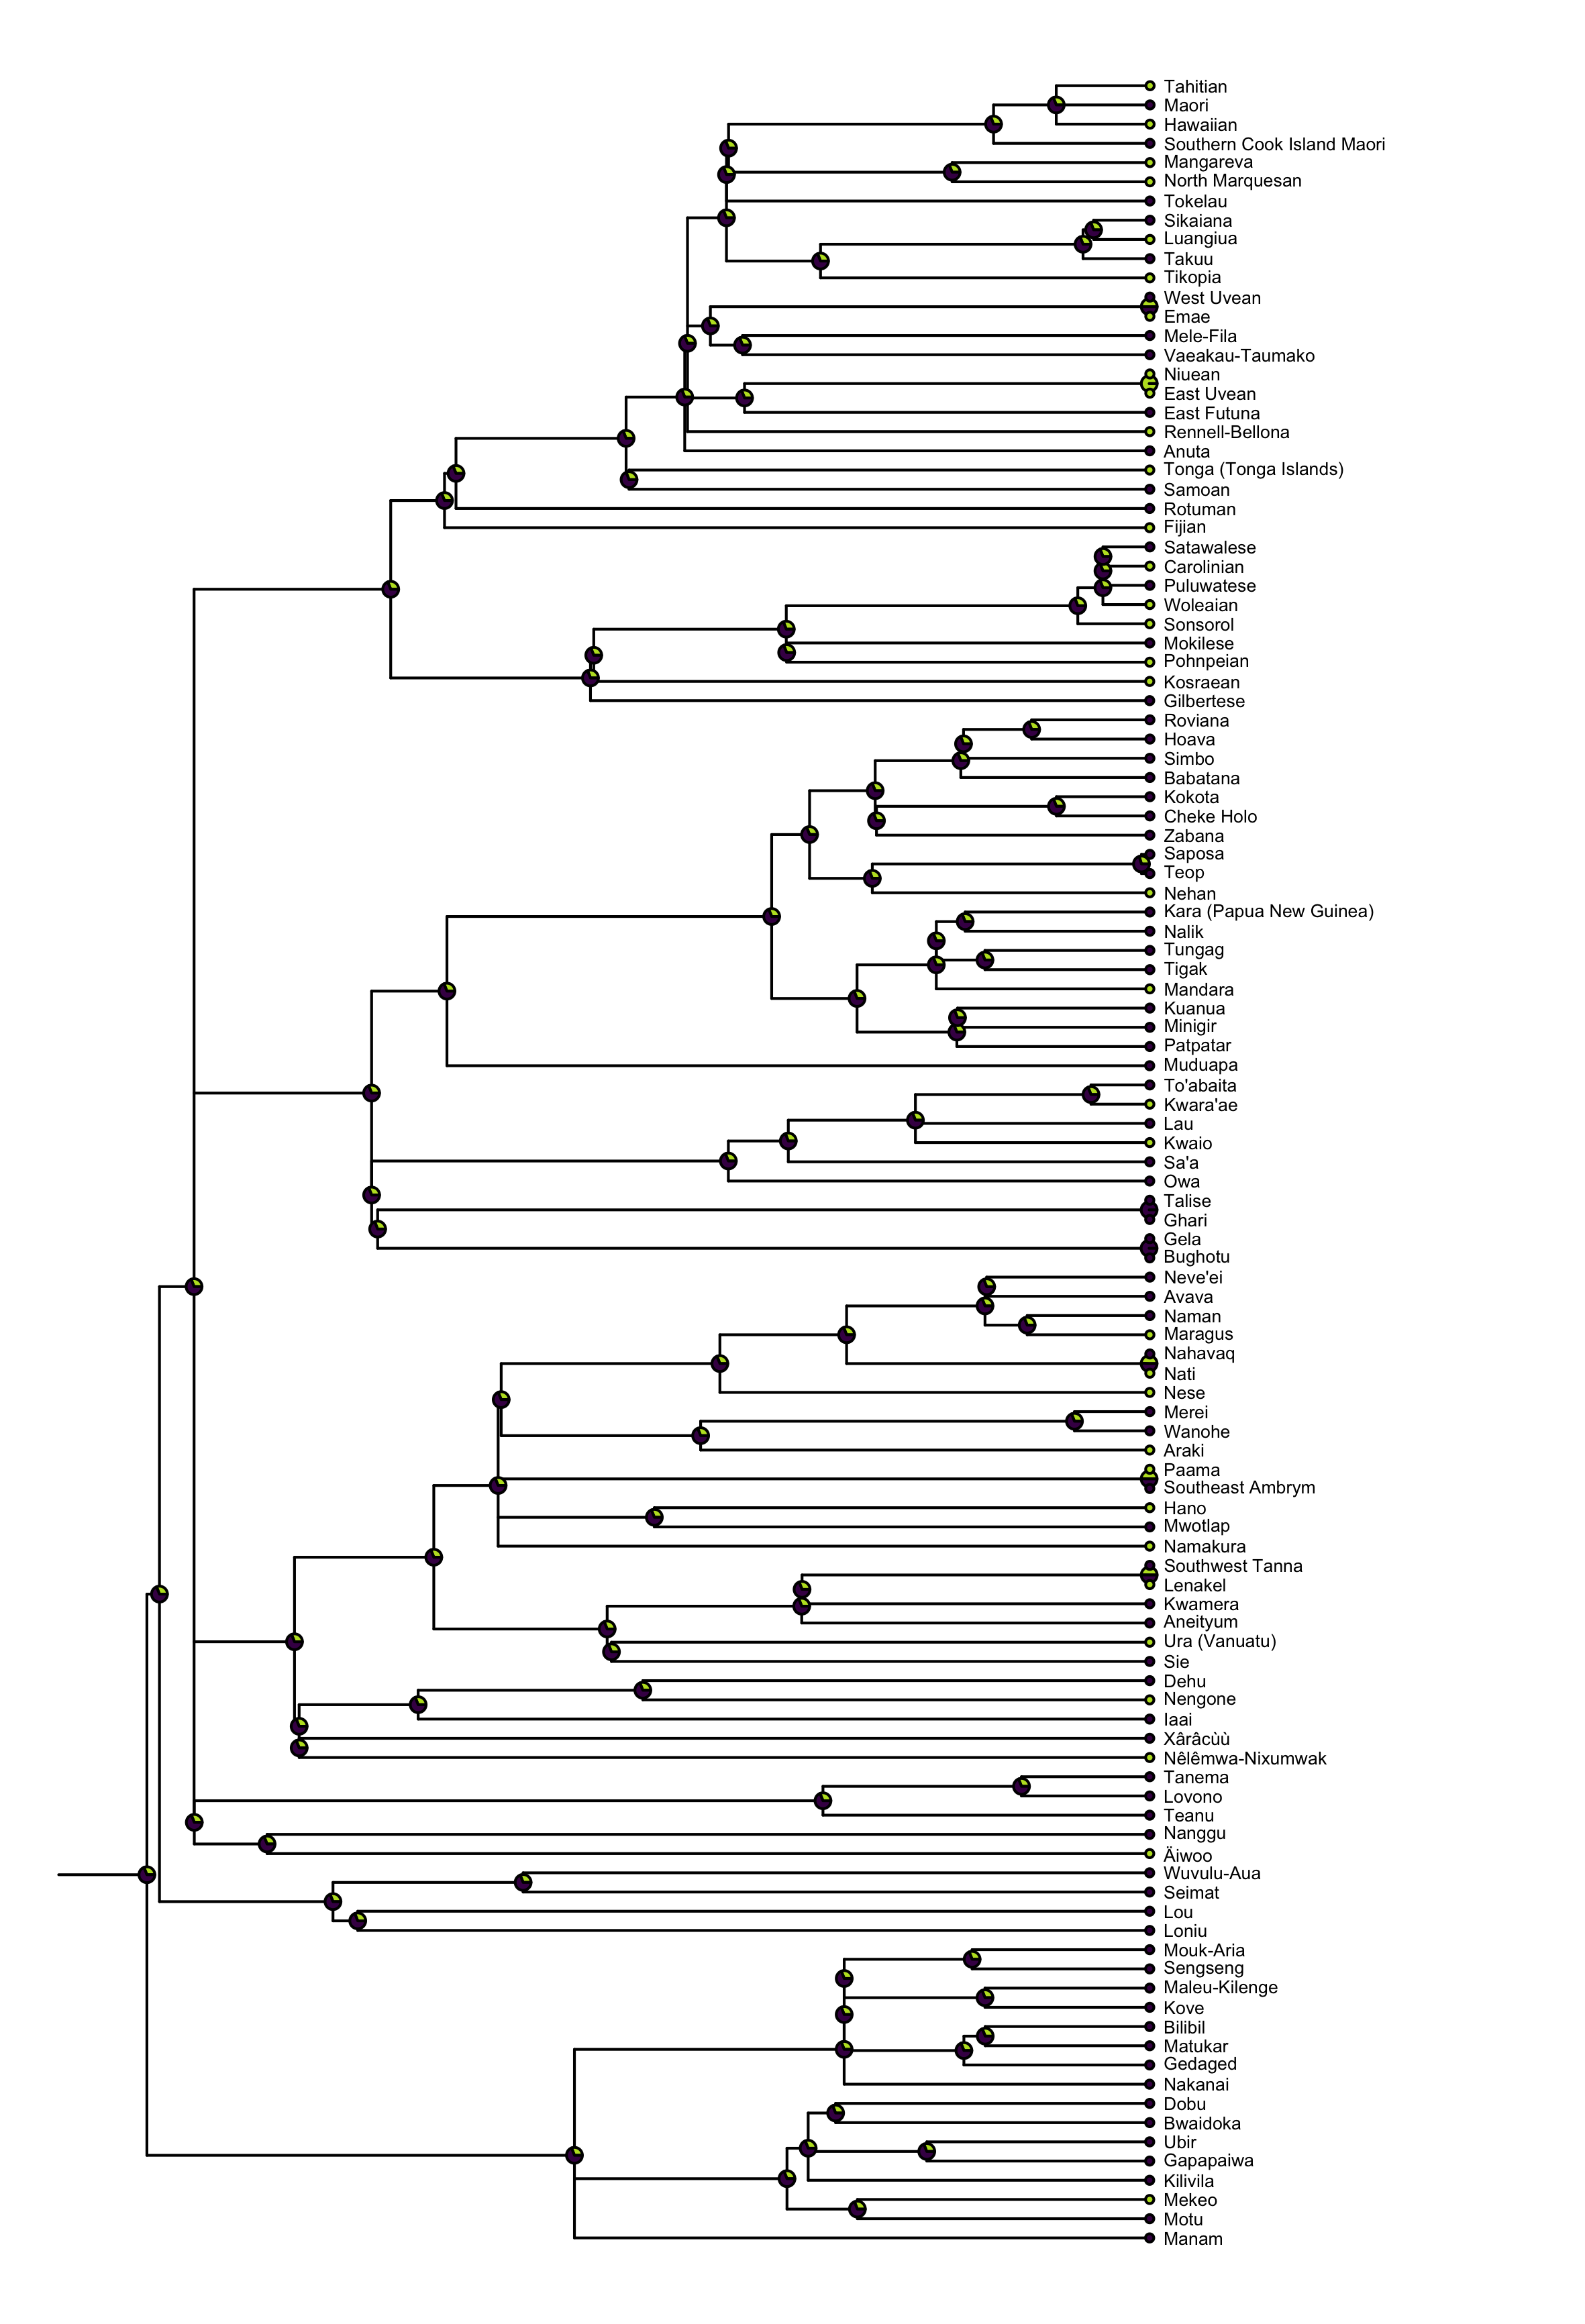 Tahitian
Maori
Hawaiian
Southern Cook Island Maori
Mangareva
North Marquesan
Tokelau
Sikaiana
Luangiua
Takuu
Tikopia
West Uvean
Emae
Mele-Fila
Vaeakau-Taumako
Niuean
East Uvean
East Futuna
Rennell-Bellona
Anuta
Tonga (Tonga Islands)
Samoan
Rotuman
Fijian
Satawalese
Carolinian
Puluwatese
Woleaian
Sonsorol
Mokilese
Pohnpeian
Kosraean
Gilbertese
Roviana
Hoava
Simbo
Babatana
Kokota
Cheke Holo
Zabana
Saposa
Teop
Nehan
Kara (Papua New Guinea)
Nalik
Tungag
Tigak
Mandara
Kuanua
Minigir
Patpatar
Muduapa
To'abaita
Kwara'ae
Lau
Kwaio
Sa'a
Owa
Talise
Ghari
Gela
Bughotu
Neve'ei
Avava
Naman
Maragus
Nahavaq
Nati
Nese
Merei
Wanohe
Araki
Paama
Southeast Ambrym
Hano
Mwotlap
Namakura
Southwest Tanna
Lenakel
Kwamera
Aneityum
Ura (Vanuatu)
Sie
Dehu
Nengone
Iaai
Xârâcùù
Nêlêmwa-Nixumwak
Tanema
Lovono
Teanu
Nanggu
Äiwoo
Wuvulu-Aua
Seimat
Lou
Loniu
Mouk-Aria
Sengseng
Maleu-Kilenge
Kove
Bilibil
Matukar
Gedaged
Nakanai
Dobu
Bwaidoka
Ubir
Gapapaiwa
Kilivila
Mekeo
Motu
Manam